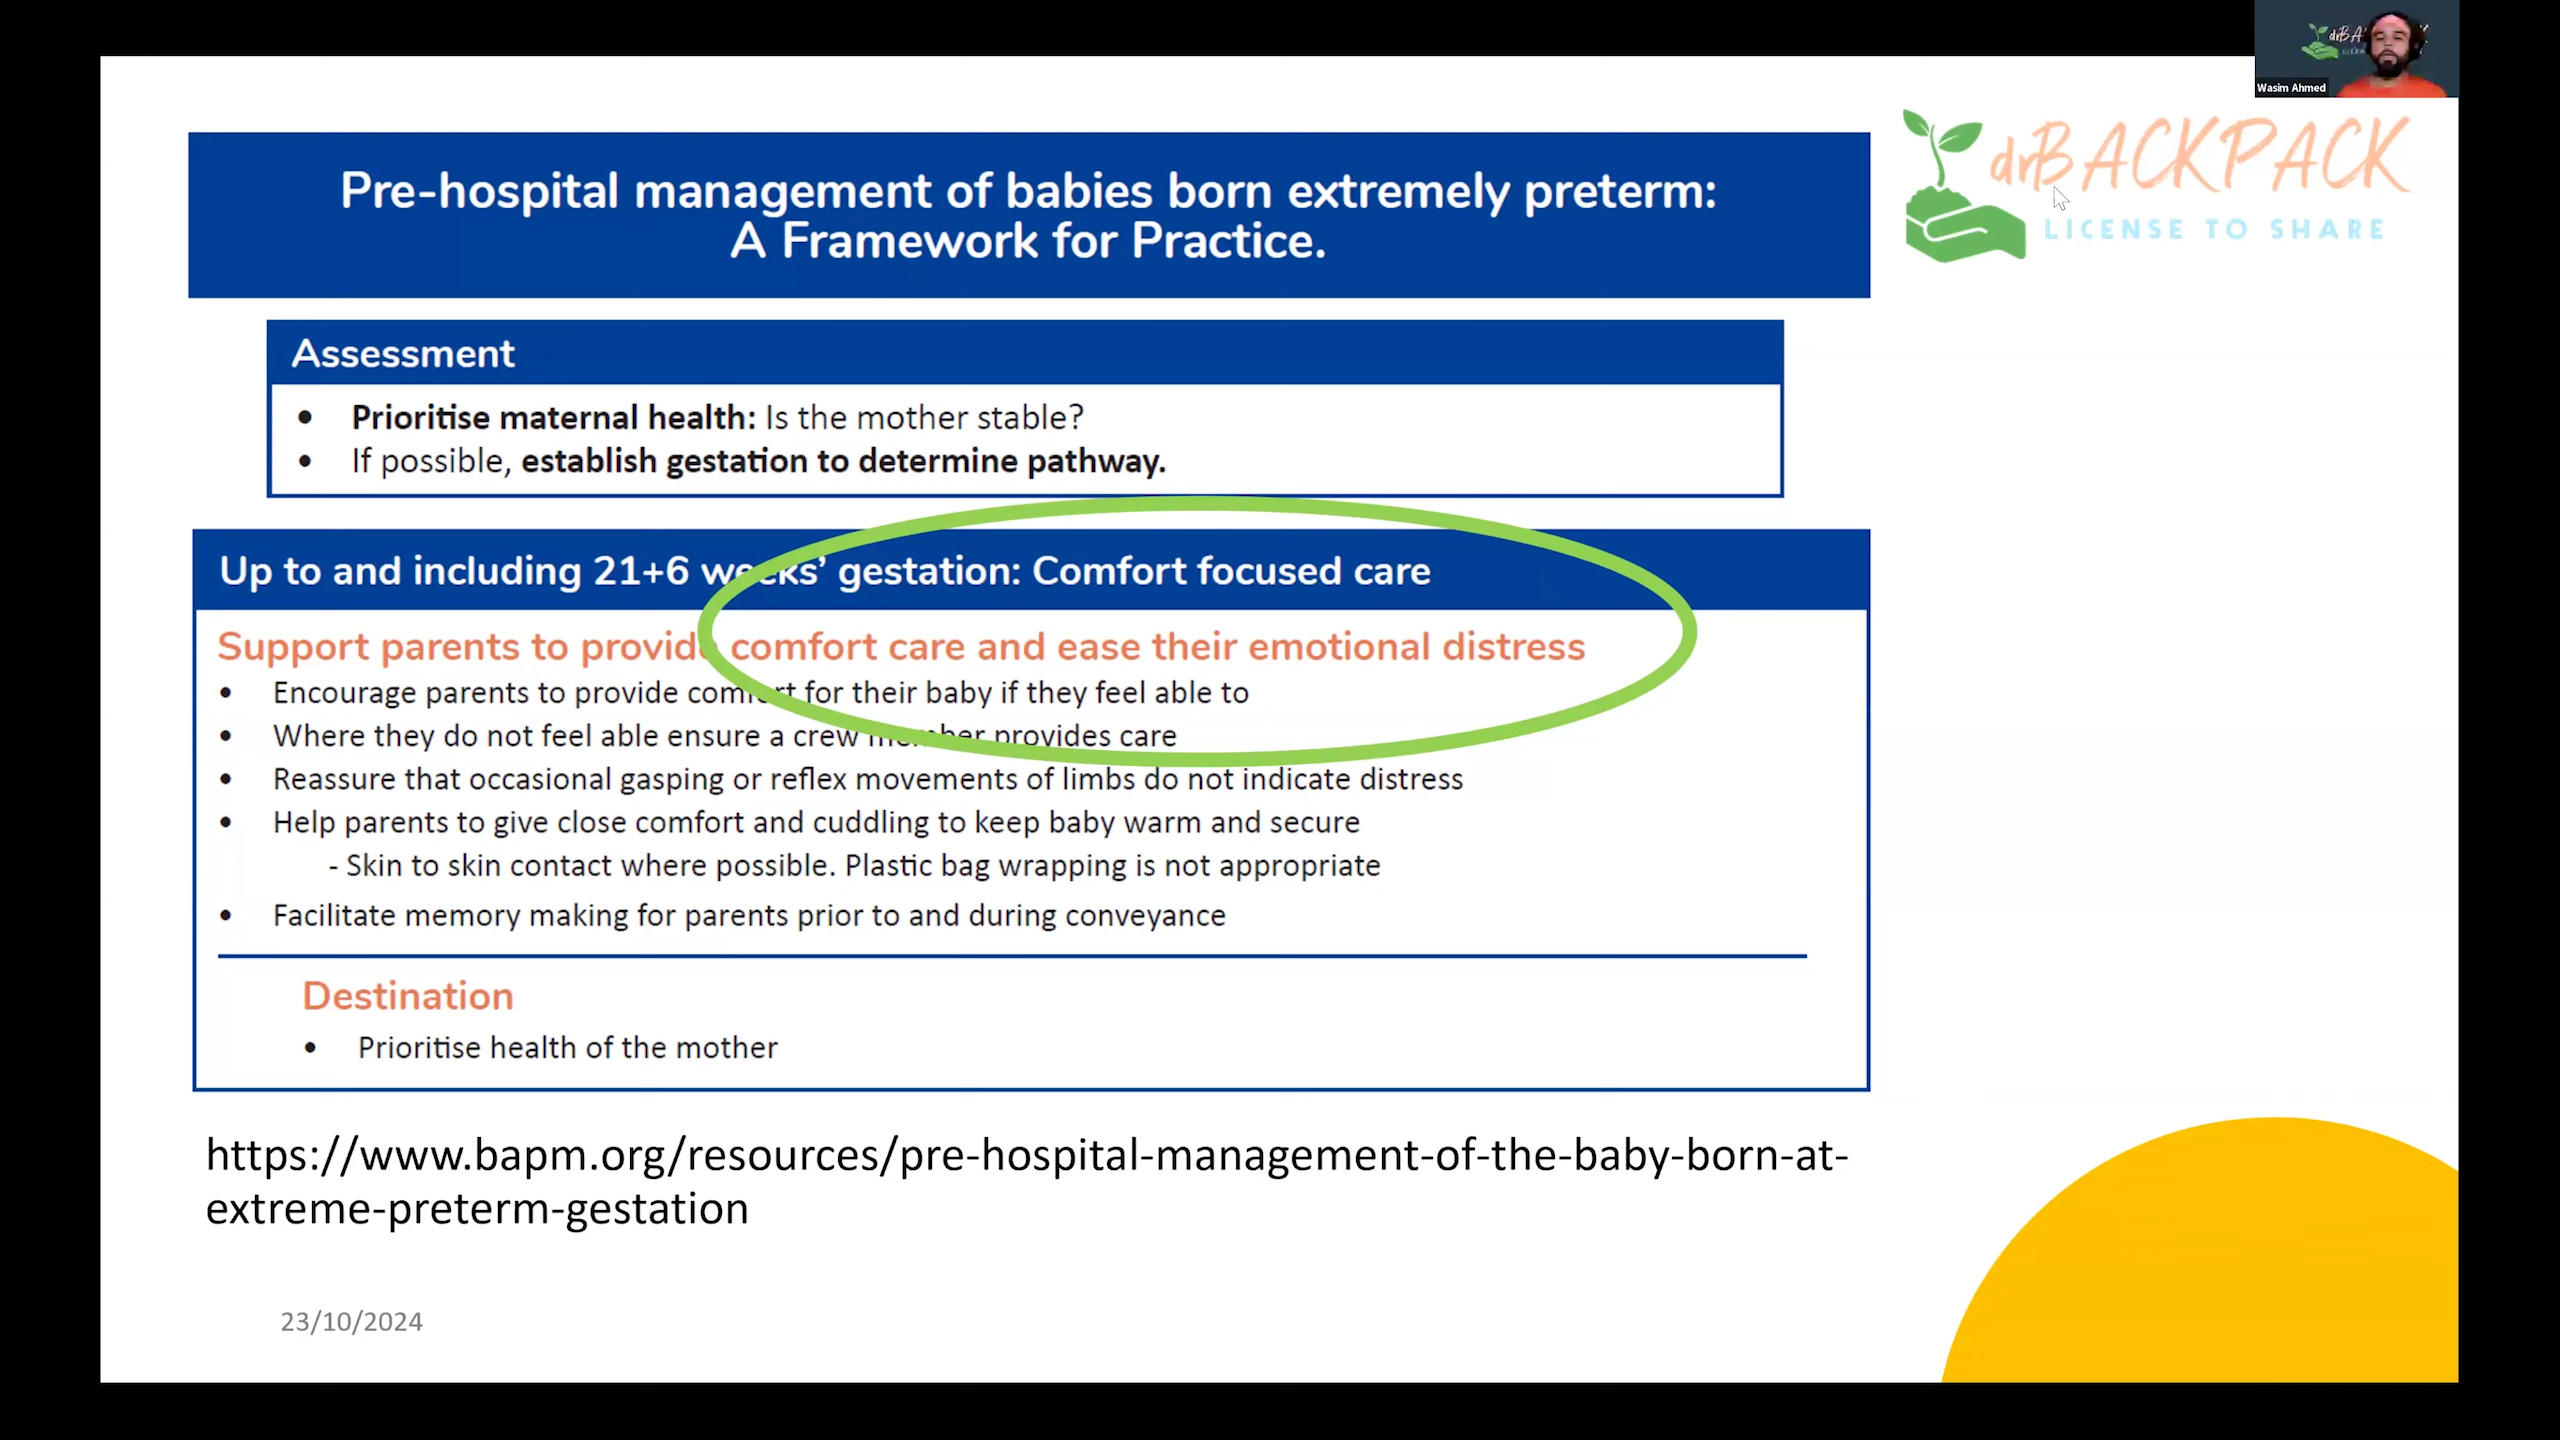 Wasim Ahmed
drBACKPACK
LICENSE TO SHARE
Pre-hospital management of babies born extremely preterm:
A Framework for Practice.
Assessment
• Prioritise maternal health: Is the mother stable?
• If possible, establish gestation to determine pathway.
Up to and including 21+6 weeks’ gestation: Comfort focused care
Support parents to provide comfort care and ease their emotional distress
• Encourage parents to provide comfort for their baby if they feel able to
• Where they do not feel able ensure a crew member provides care
• Reassure that occasional gasping or reflex movements of limbs do not indicate distress
• Help parents to give close comfort and cuddling to keep baby warm and secure
- Skin to skin contact where possible. Plastic bag wrapping is not appropriate
• Facilitate memory making for parents prior to and during conveyance
Destination
• Prioritise health of the mother
https://www.bapm.org/resources/pre-hospital-management-of-the-baby-born-at-
extreme-preterm-gestation
23/10/2024